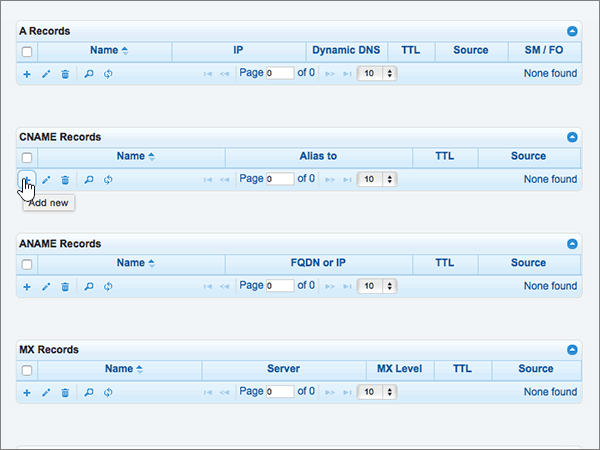 A Records
Name IP Dynamic DNS TTL Source SM / FO
Page 0 of 0 10 None found
CNAME Records
Name Alias to TTL Source
Page 0 of 0 10 None found
Add new
ANAME Records
Name FQDN or IP TTL Source
Page 0 of 0 10 None found
MX Records
Name Server MX Level TTL Source
Page 0 of 0 10 None found